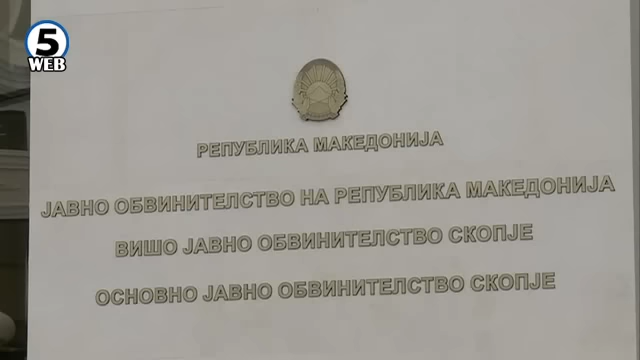 5
WEB
РЕПУБЛИКА МАКЕДОНИЈА
ЈАВНО ОБВИНИТЕЛСТВО НА РЕПУБЛИКА МАКЕДОНИЈА
ВИШО ЈАВНО ОБВИНИТЕЛСТВО СКОПЈЕ
ОСНОВНО ЈАВНО ОБВИНИТЕЛСТВО СКОПЈЕ